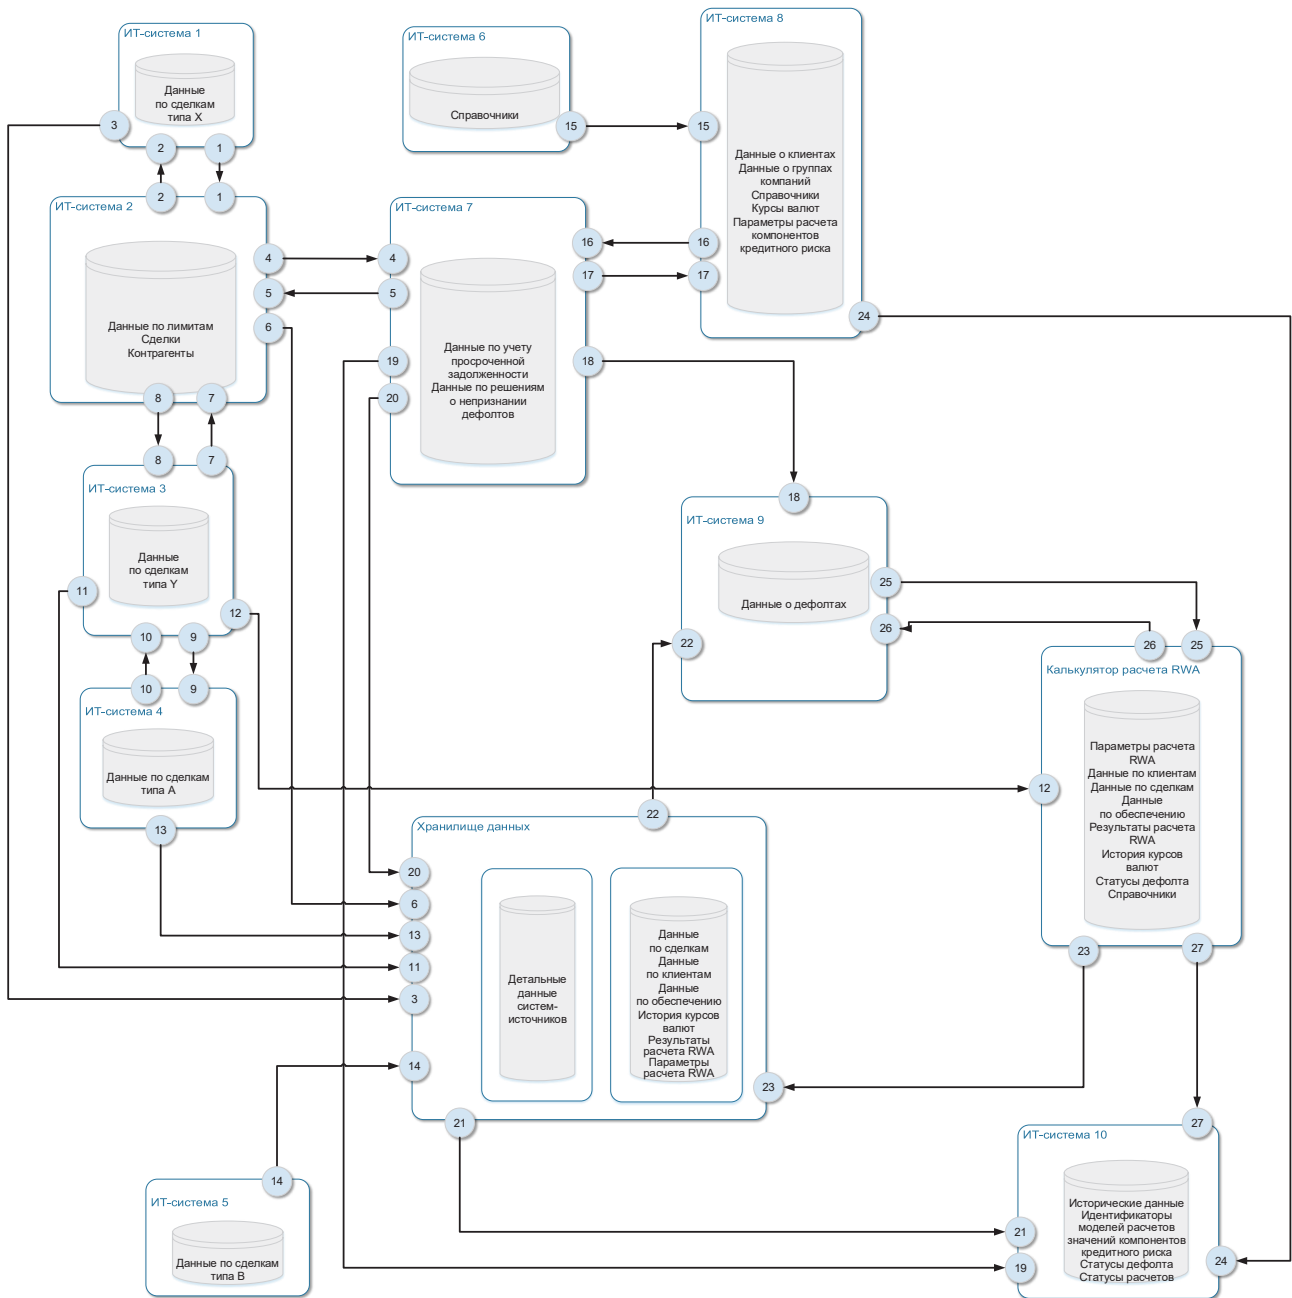 ИТ-система 1
Данные
по сделкам
типа X
3
2
1
2
1
ИТ-система 6
Справочники
15
ИТ-система 8
15
Данные о клиентах
Данные о группах
компаний
Справочники
Курсы валют
Параметры расчета
компонентов
кредитного риска
16
17
24
ИТ-система 2
Данные по лимитам
Сделки
Контрагенты
4
5
6
8
7
ИТ-система 7
4
5
19
20
16
17
18
Данные по учету
просроченной
задолженности
Данные по решениям
о непризнании
дефолтов
8
7
ИТ-система 3
Данные
по сделкам
типа Y
11
12
10
9
10
9
ИТ-система 4
Данные по сделкам
типа A
13
18
ИТ-система 9
Данные о дефолтах
25
26
22
26
25
Калькулятор расчета RWA
12
Параметры расчета
RWA
Данные по клиентам
Данные по сделкам
Данные
по обеспечению
Результаты расчета
RWA
История курсов
валют
Статусы дефолта
Справочники
23
27
22
Хранилище данных
20
6
13
11
3
14
Детальные
данные
систем-
источников
Данные
по сделкам
Данные
по клиентам
Данные
по обеспечению
История курсов
валют
Результаты
расчета RWA
Параметры
расчета RWA
23
21
14
ИТ-система 5
Данные по сделкам
типа B
27
ИТ-система 10
Исторические данные
Идентификаторы
моделей расчетов
значений компонентов
кредитного риска
Статусы дефолта
Статусы расчетов
21
19
24